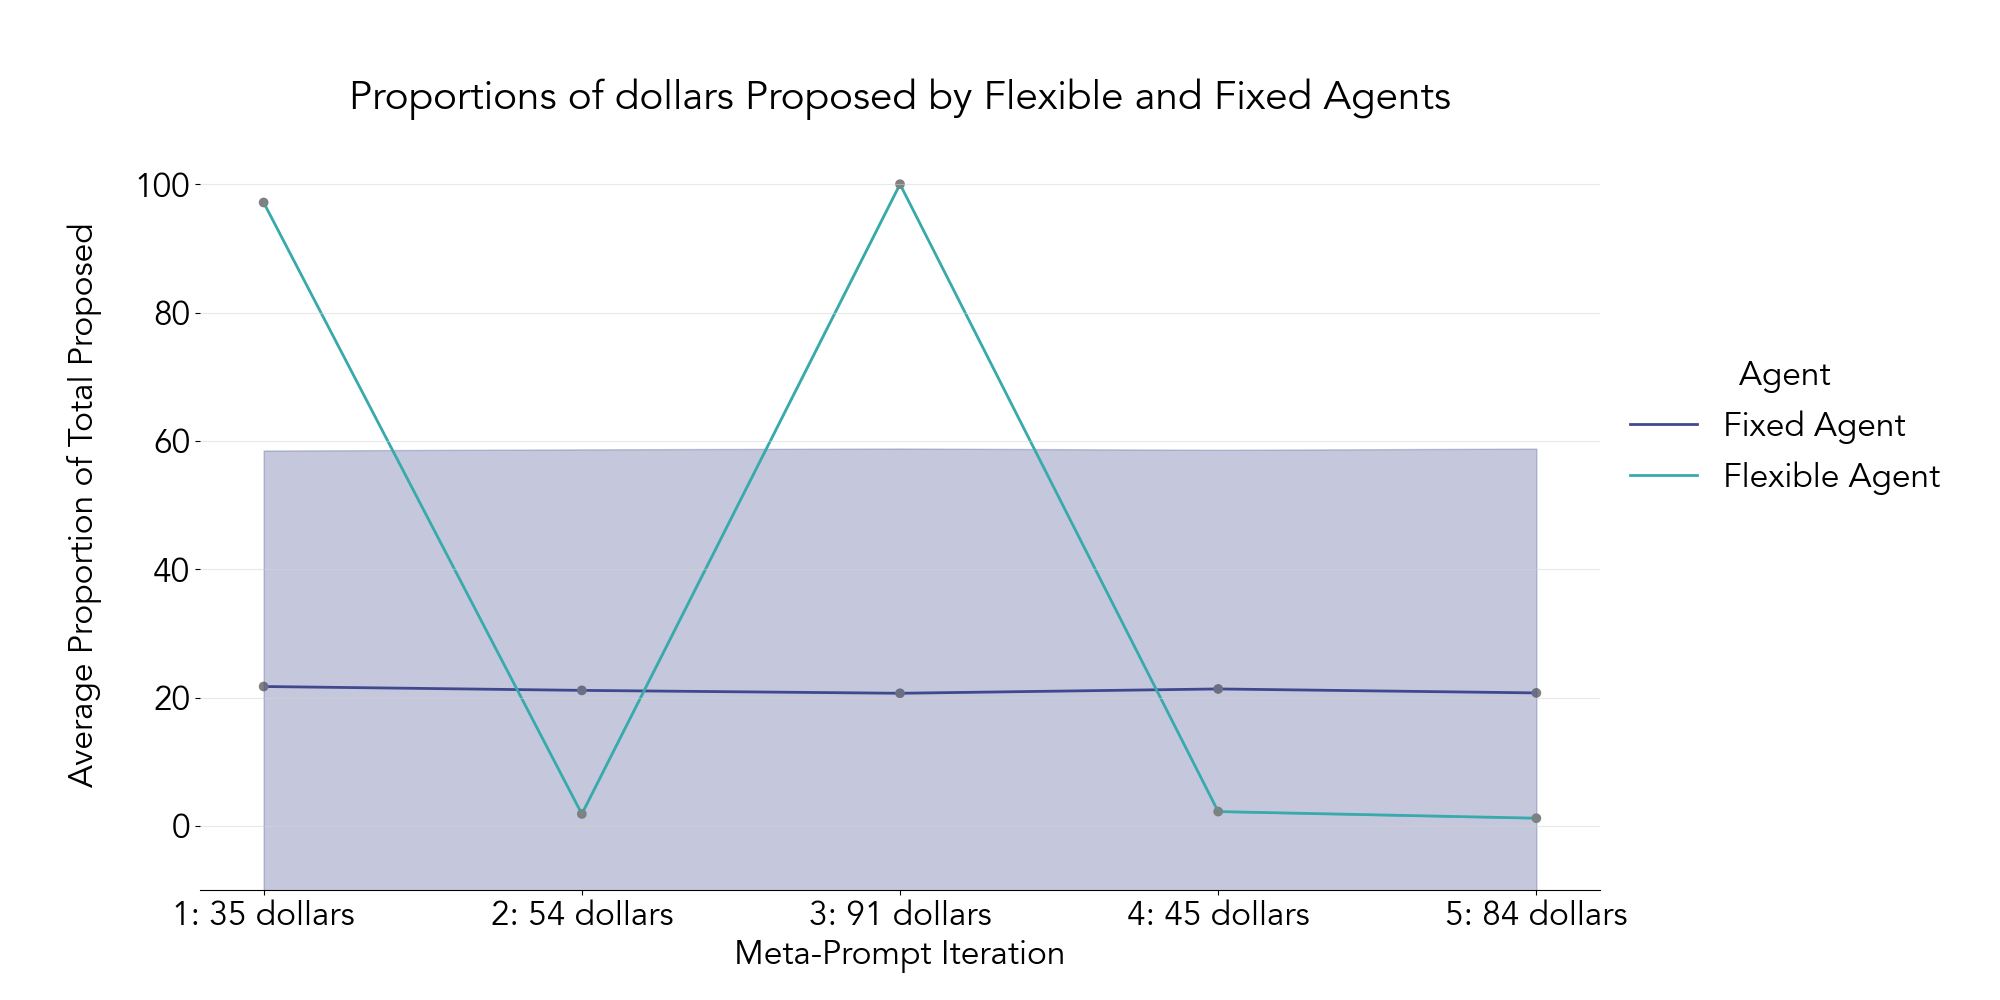 Proportions of dollars Proposed by Flexible and Fixed Agents
Average Proportion of Total Proposed
100
80
60
40
20
0
1: 35 dollars
2: 54 dollars
3: 91 dollars
4: 45 dollars
5: 84 dollars
Meta-Prompt Iteration
Agent
Fixed Agent
Flexible Agent